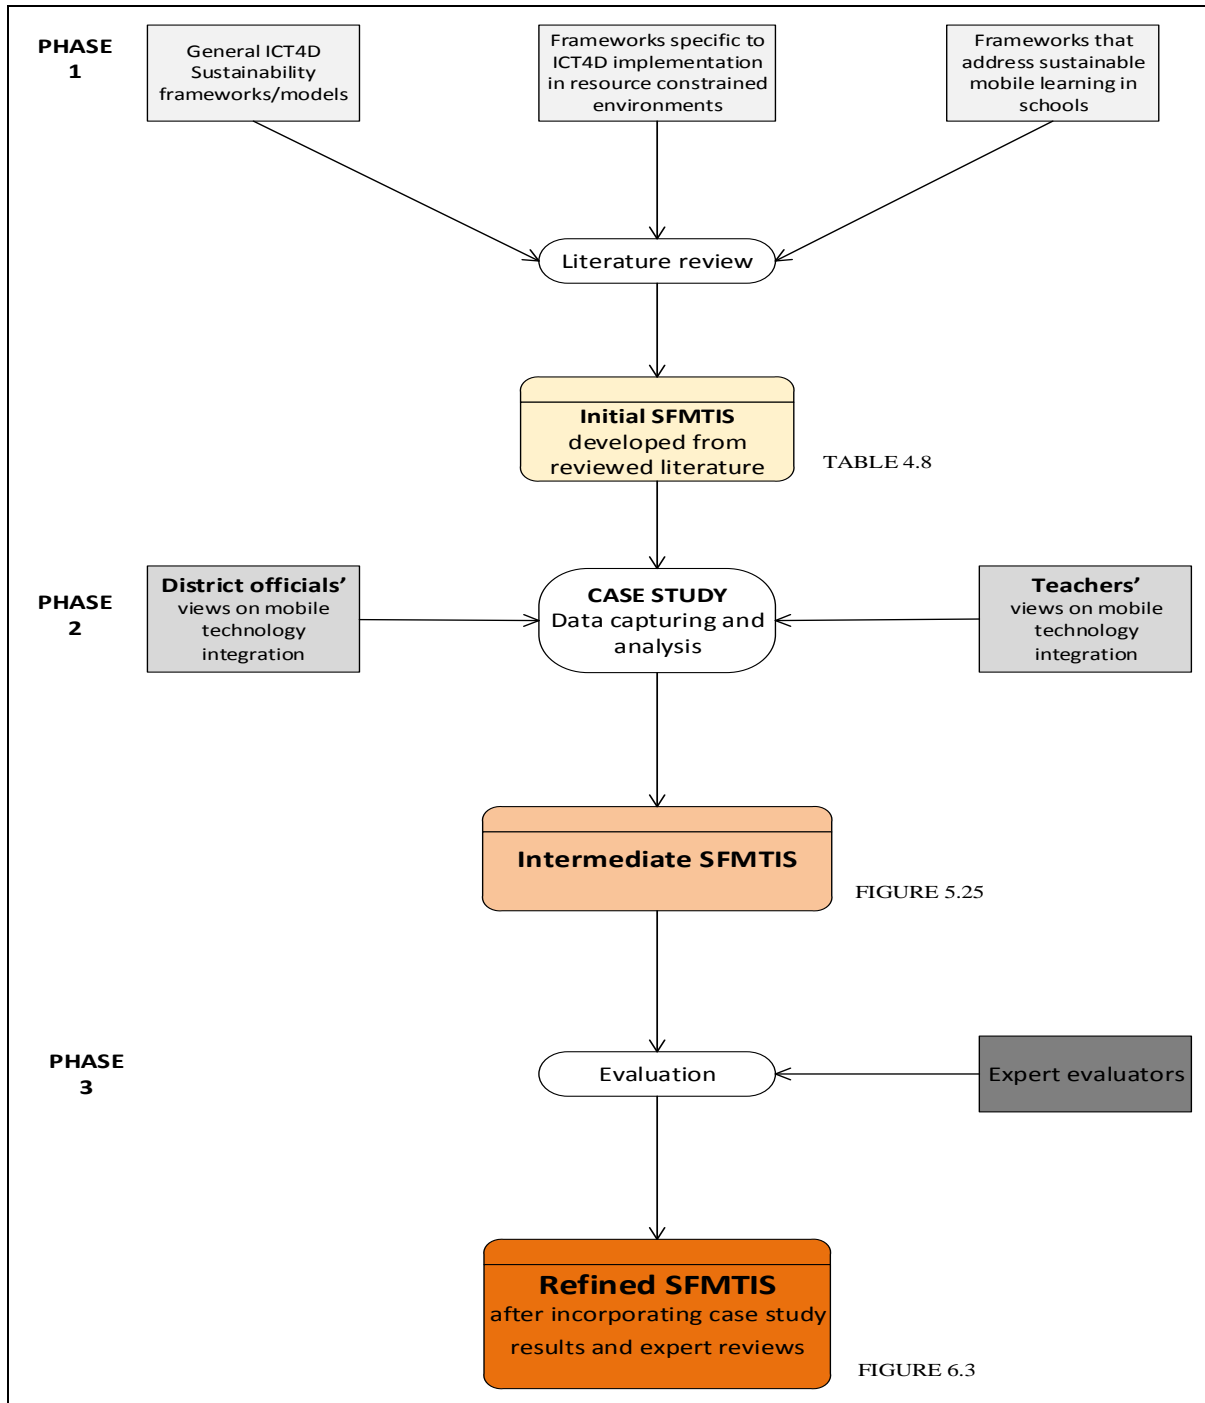 PHASE
1
General ICT4D
Sustainability
frameworks/models
Frameworks specific to
ICT4D implementation
in resource constrained
environments
Frameworks that
address sustainable
mobile learning in
schools
Literature review
Initial SFMTIS
developed from
reviewed literature
TABLE 4.8
PHASE
2
District officials’
views on mobile
technology
integration
CASE STUDY
Data capturing and
analysis
Teachers’
views on mobile
technology
integration
Intermediate SFMTIS
FIGURE 5.25
PHASE
3
Evaluation
Expert evaluators
Refined SFMTIS
after incorporating case study
results and expert reviews
FIGURE 6.3